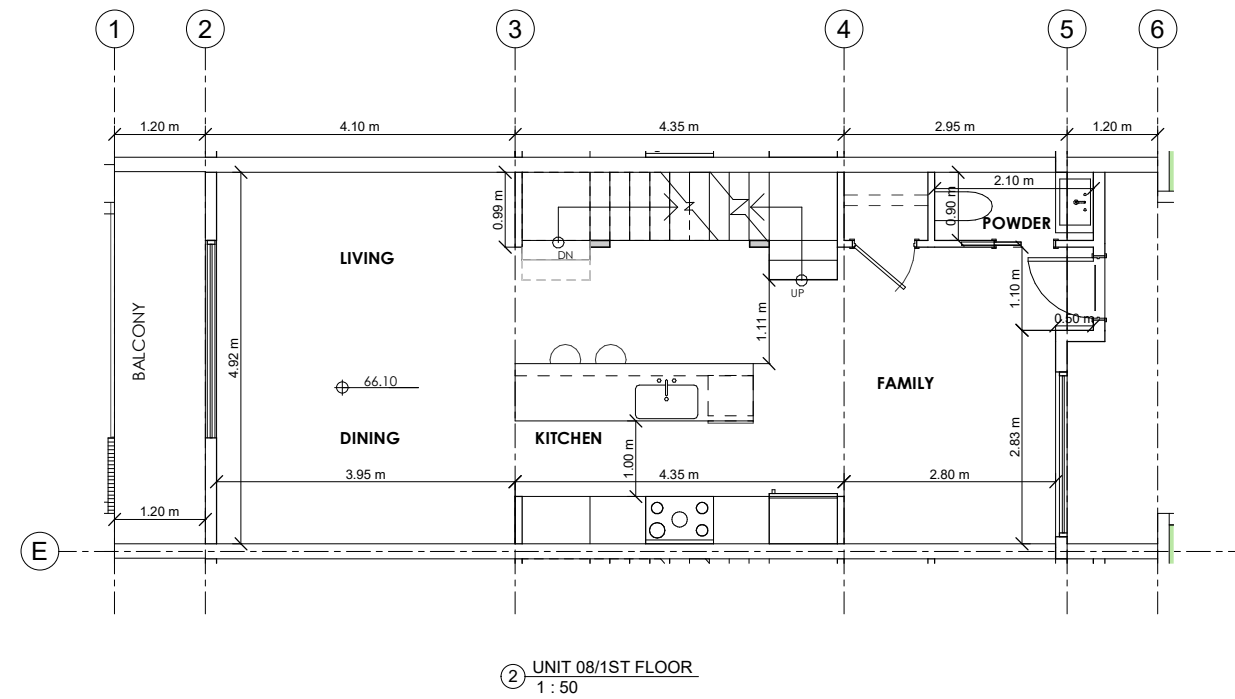 1 2 3 4 5 6
1.20 m 4.10 m 4.35 m 2.95 m 1.20 m
2.10 m
0.99 m
0.90 m
POWDER
LIVING
DN
UP
1.10 m
0.50 m
1.11 m
BALCONY
4.92 m
66.10
FAMILY
DINING
KITCHEN
1.00 m
2.83 m
3.95 m 4.35 m 2.80 m
1.20 m
E
2 UNIT 08/1ST FLOOR
1 : 50